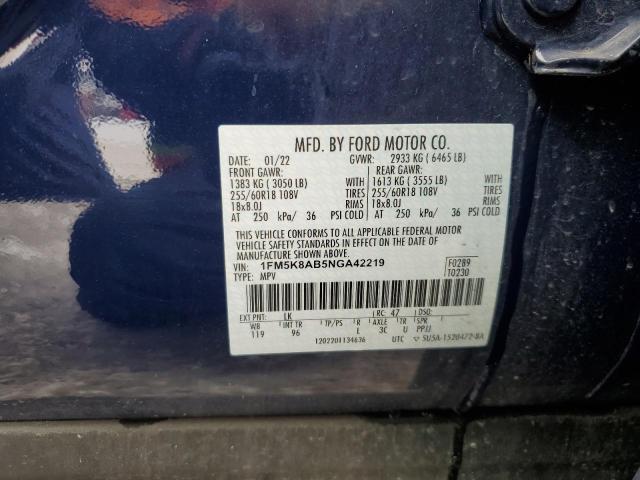 MFD. BY FORD MOTOR CO.
DATE: 01/22 GVWR: 2933 KG ( 6465 LB)
FRONT GAWR: REAR GAWR:
1383 KG ( 3050 LB) WITH 1613 KG ( 3555 LB) WITH
255/60R18 108V TIRES 255/60R18 108V TIRES
18x8.0J RIMS 18x8.0J RIMS
AT 250 kPa/ 36 PSI COLD AT 250 kPa/ 36 PSI COLD
THIS VEHICLE CONFORMS TO ALL APPLICABLE FEDERAL MOTOR
VEHICLE SAFETY STANDARDS IN EFFECT ON THE DATE OF MANUFACTURE
SHOWN ABOVE.
VIN: 1FM5K8AB5NGA42219 F0289
TYPE: MPV T0230
EXT PNT: LK RC: 47 DSO:
WB INT TR TP/PS R AXLE TR SPR
119 96 L 3C U PPJJ
1202201134636 UTC ▽ 5U5A-1520472-BA